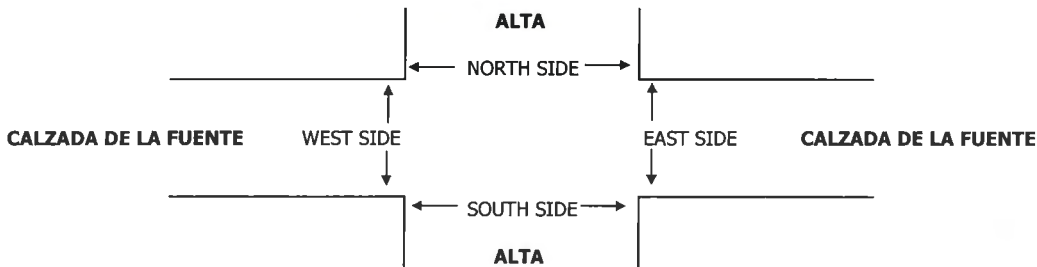 ALTA
NORTH SIDE
CALZADA DE LA FUENTE WEST SIDE EAST SIDE CALZADA DE LA FUENTE
SOUTH SIDE
ALTA